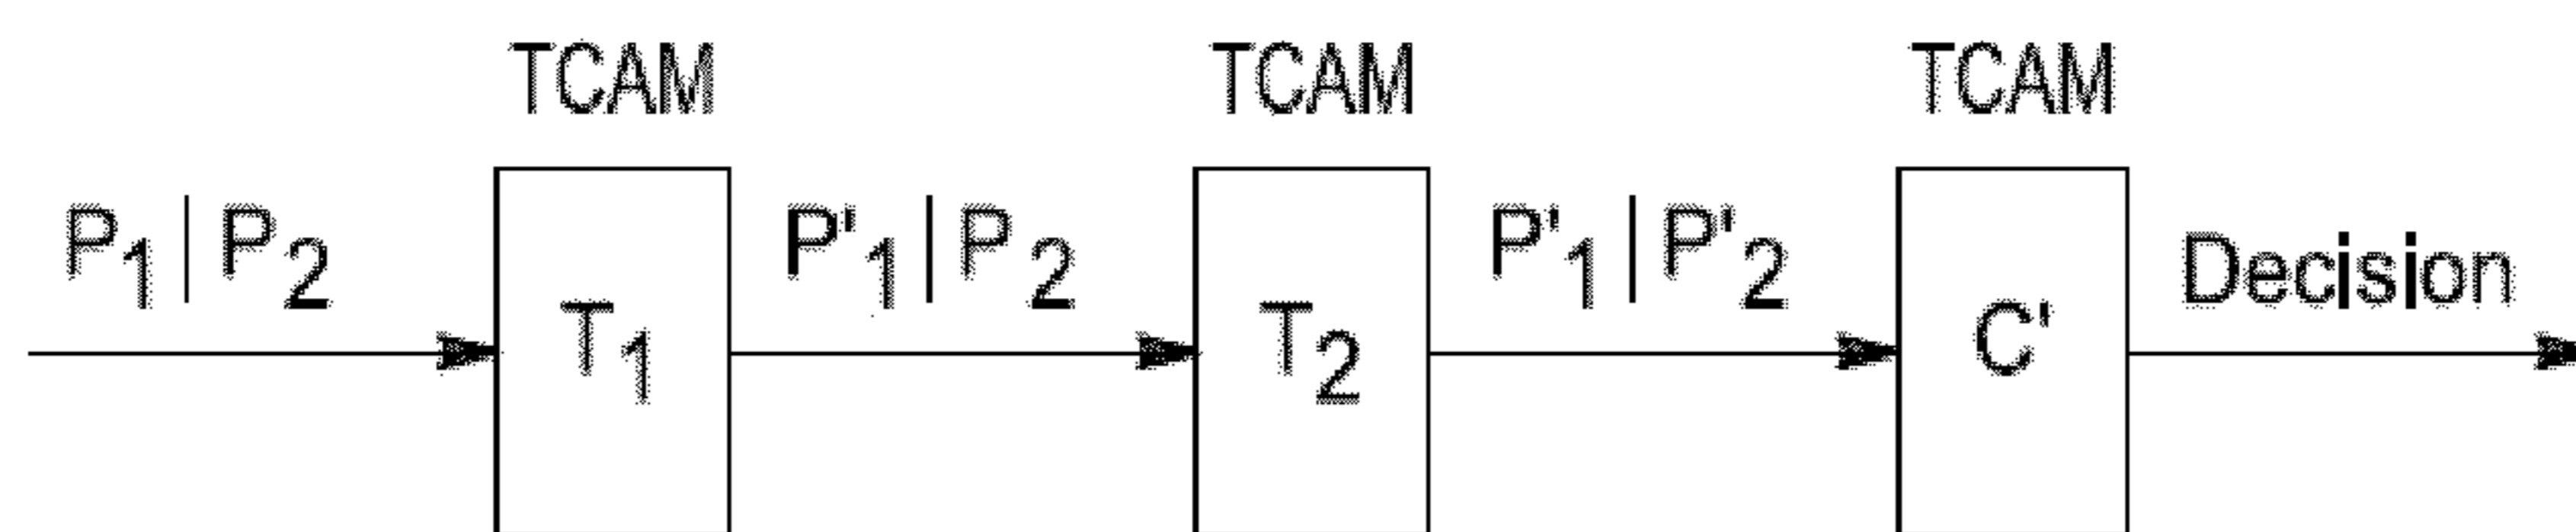 TCAM TCAM TCAM
P₁|P₂ P'₁|P₂ P'₁|P'₂ Decision
T₁ T₂ C'